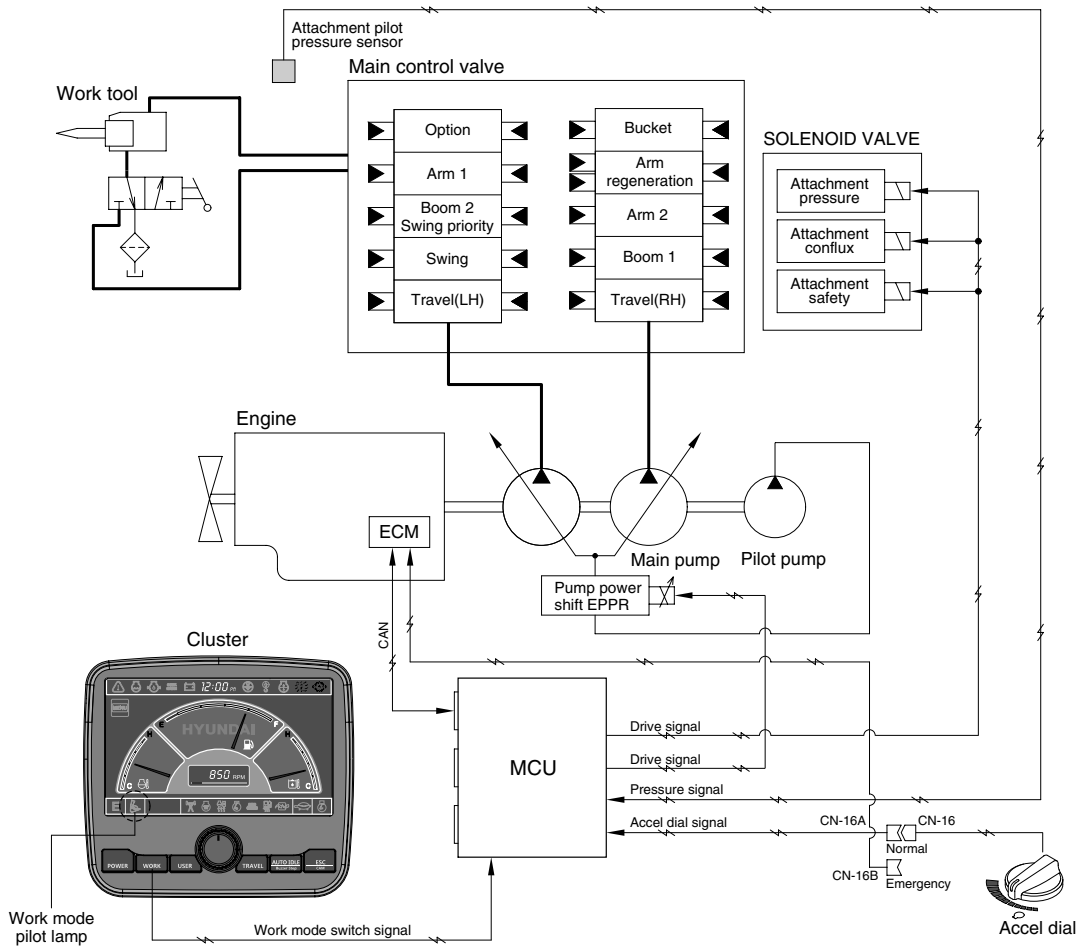 Attachment pilot
pressure sensor
Main control valve
Work tool
Option
Arm 1
Boom 2
Swing priority
Swing
Travel(LH)
Bucket
Arm
regeneration
Arm 2
Boom 1
Travel(RH)
SOLENOID VALVE
Attachment
pressure
Attachment
conflux
Attachment
safety
Engine
ECM
Main pump
Pilot pump
Pump power
shift EPPR
CAN
Cluster
12:00 PM
E
F
H
H
HYUNDAI
850 RPM
C
C
E
POWER
WORK
USER
TRAVEL
AUTO IDLE
Buzzer Stop
ESC
CAM
MCU
Drive signal
Drive signal
Pressure signal
Accel dial signal
CN-16A
CN-16
Normal
CN-16B
Emergency
Accel dial
Work mode
pilot lamp
Work mode switch signal